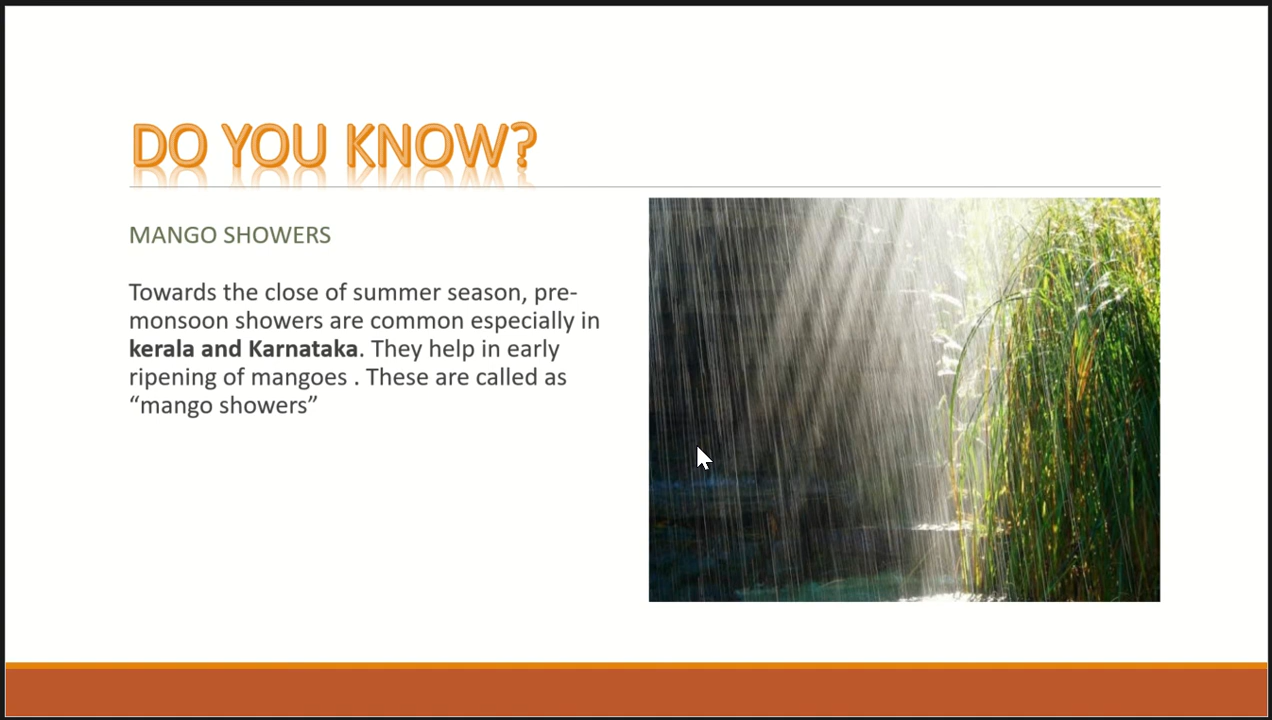 DO YOU KNOW?
MANGO SHOWERS
Towards the close of summer season, pre-
monsoon showers are common especially in
kerala and Karnataka. They help in early
ripening of mangoes . These are called as
“mango showers”